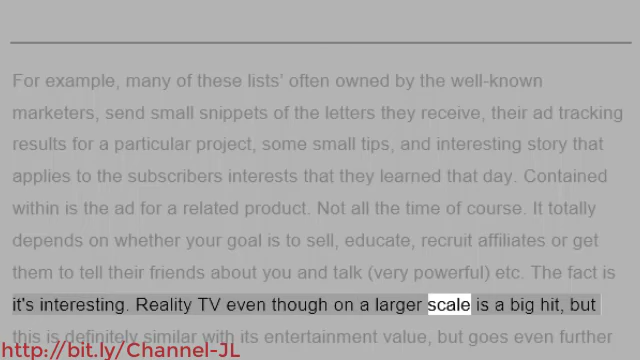 For example, many of these lists' often owned by the well-known
marketers, send small snippets of the letters they receive, their ad tracking
results for a particular project, some small tips, and interesting story that
applies to the subscribers interests that they learned that day. Contained
within is the ad for a related product. Not all the time of course. It totally
depends on whether your goal is to sell, educate, recruit affiliates or get
them to tell their friends about you and talk (very powerful) etc. The fact is
it's interesting. Reality TV even though on a larger scale is a big hit, but
this is definitely similar with its entertainment value, but goes even further
http://bit.ly/Channel-JL